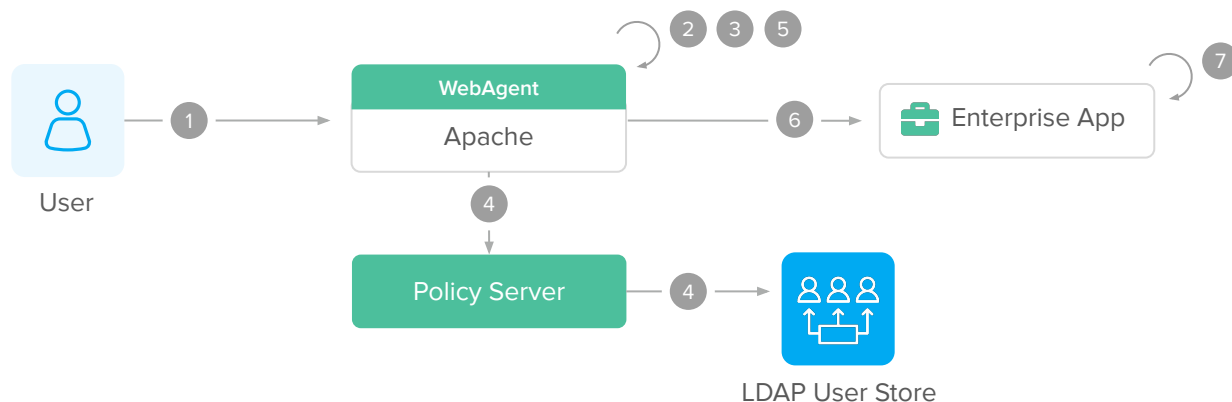 2 3 5
7
WebAgent
1
Apache
6
Enterprise App
User
4
Policy Server
4
LDAP User Store